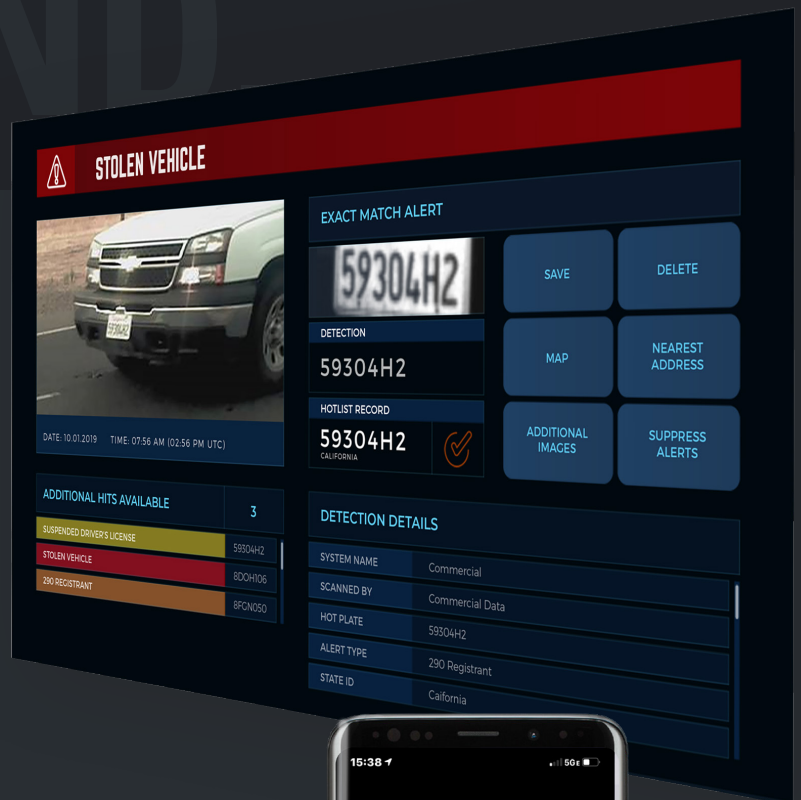 ND
STOLEN VEHICLE
59304H2
DATE: 10.01.2019 TIME: 07:56 AM (02:56 PM UTC)
ADDITIONAL HITS AVAILABLE 3
SUSPENDED DRIVER'S LICENSE 59304H2
STOLEN VEHICLE 8DOH106
290 REGISTRANT 8FGN050
EXACT MATCH ALERT
59304H2
DETECTION
59304H2
HOTLIST RECORD
59304H2
CALIFORNIA
SAVE
DELETE
MAP
NEAREST
ADDRESS
ADDITIONAL
IMAGES
SUPPRESS
ALERTS
DETECTION DETAILS
SYSTEM NAME Commercial
SCANNED BY Commercial Data
HOT PLATE 59304H2
ALERT TYPE 290 Registrant
STATE ID Caifornia
15:38 5GE